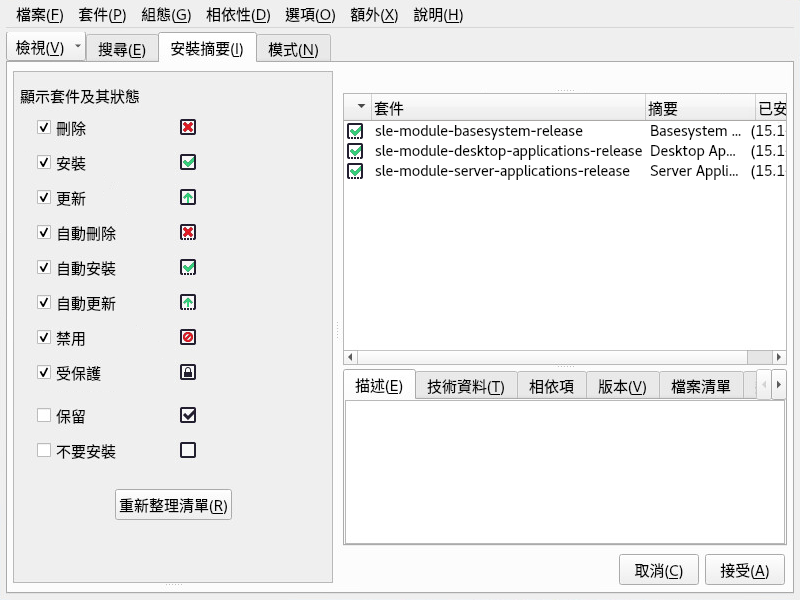 檔案(F) 套件(P) 組態(G) 相依性(D) 選項(O) 額外(X) 說明(H)
檢視(V) 搜尋(E) 安裝摘要(I) 模式(N)
顯示套件及其狀態
刪除
安裝
更新
自動刪除
自動安裝
自動更新
禁用
受保護
保留
不要安裝
重新整理清單(R)
套件 摘要 已安
sle-module-basesystem-release Basesystem ... (15.1
sle-module-desktop-applications-release Desktop Ap... (15.1
sle-module-server-applications-release Server Appli... (15.1
描述(E) 技術資料(T) 相依項 版本(V) 檔案清單
取消(C) 接受(A)